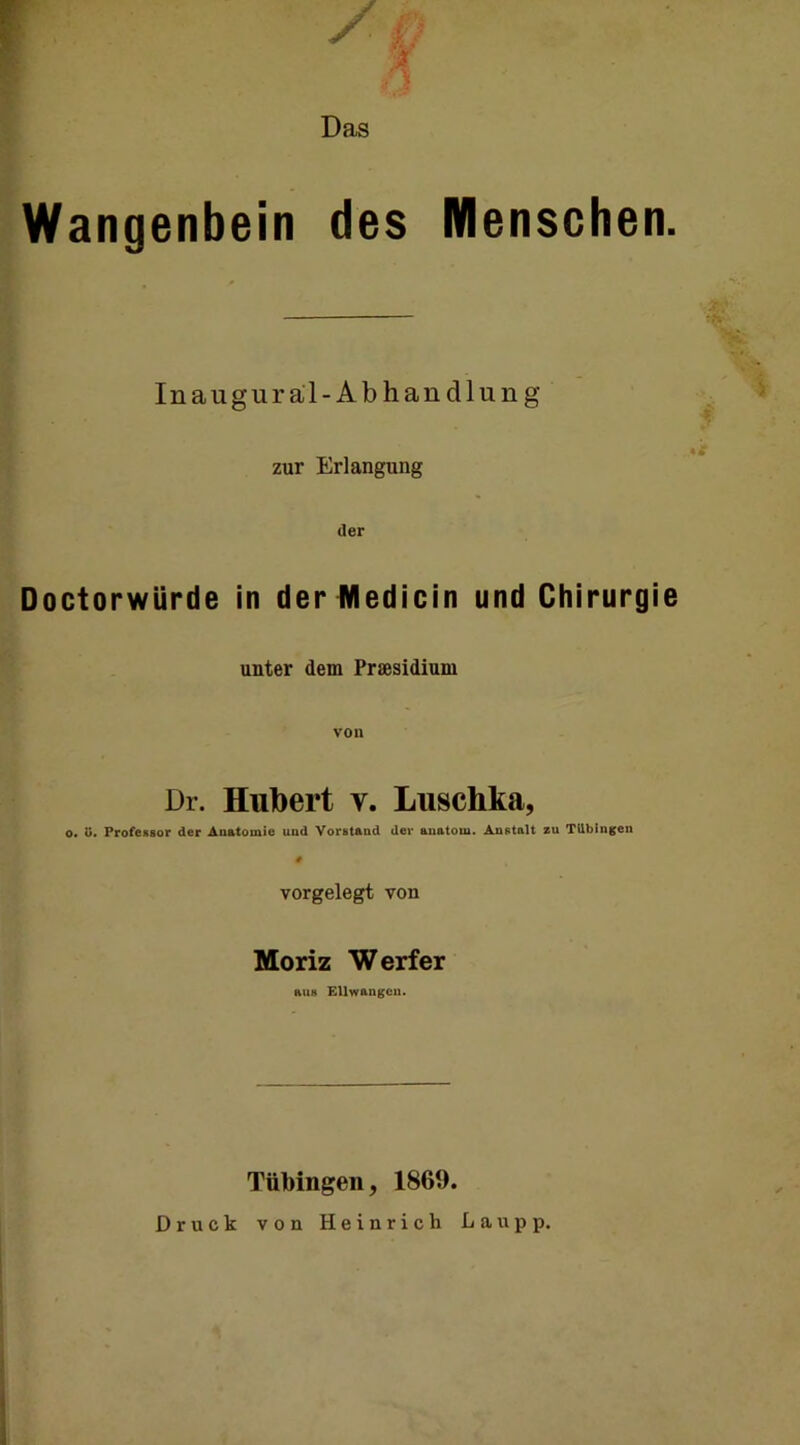 Das
Wangenbein des Menschen.
Inaugural-Abhandlung
zur Erlangung
der
Doctorwürde in der Medicin und Chirurgie
unter dem Præsidium
von
Dr. Hubert v. Luschka,
o. ö. Professor der Anatomie und Vorstand der anatom. Anstalt zu Tübingen
vorgelegt von
Moriz Werfer
aus Ellwangen.
Tübingen, 1869.
Druck von Heinrich Laupp.